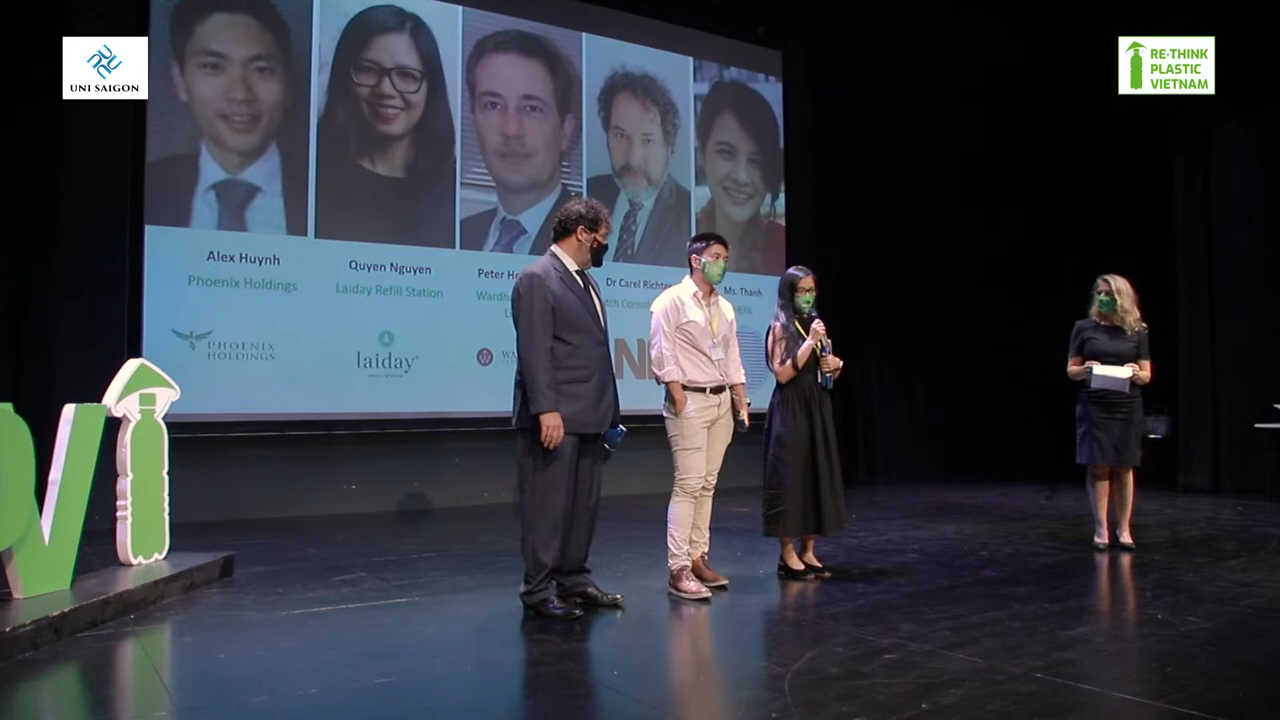 UNI SAIGON
RE-THINK
PLASTIC
VIETNAM
Alex Huynh
Phoenix Holdings
PHOENIX
HOLDINGS
Quyen Nguyen
Laiday Refill Station
laiday
Peter
Dr Carel Richter
Ms. Thanh
V